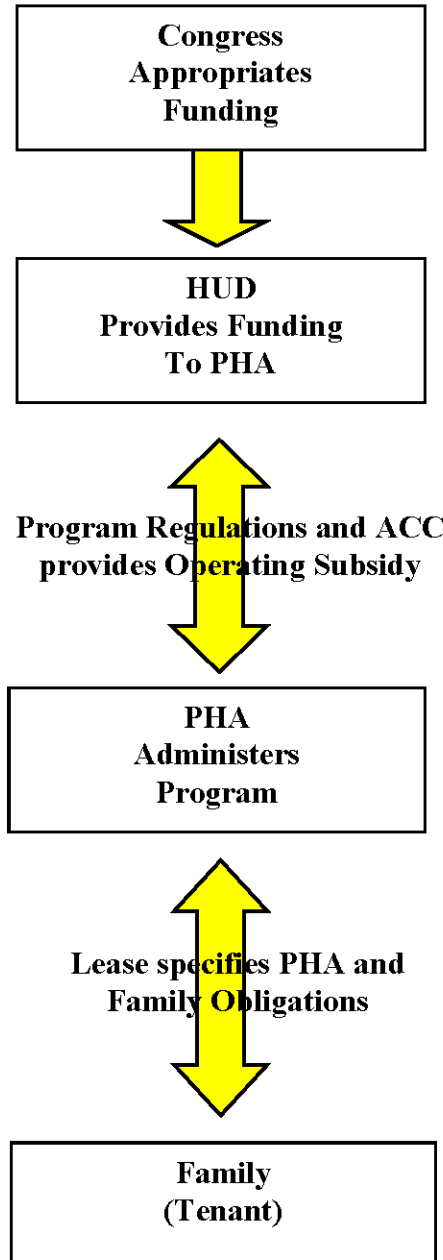 Congress
Appropriates
Funding
HUD
Provides Funding
To PHA
Program Regulations and ACC
provides Operating Subsidy
PHA
Administers
Program
Lease specifies PHA and
Family Obligations
Family
(Tenant)